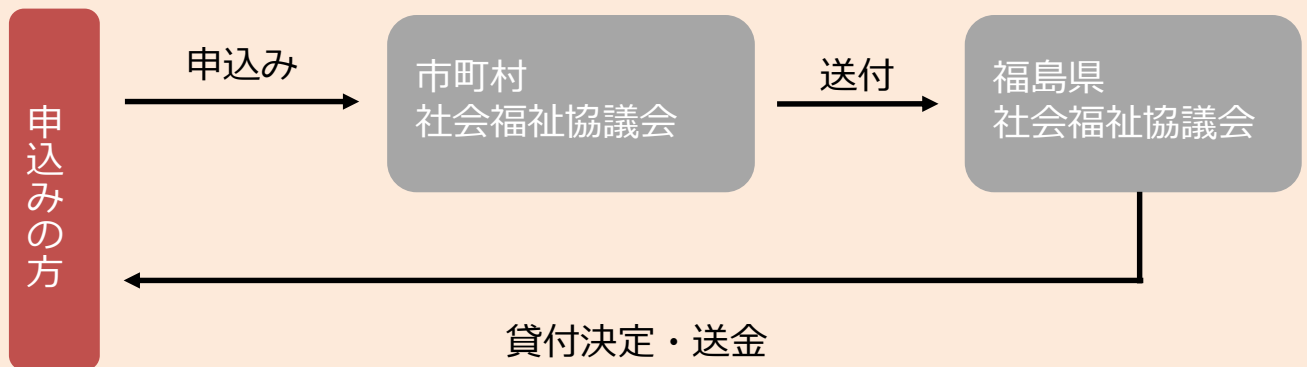 申込みの方
申込み
市町村
社会福祉協議会
送付
福島県
社会福祉協議会
貸付決定・送金